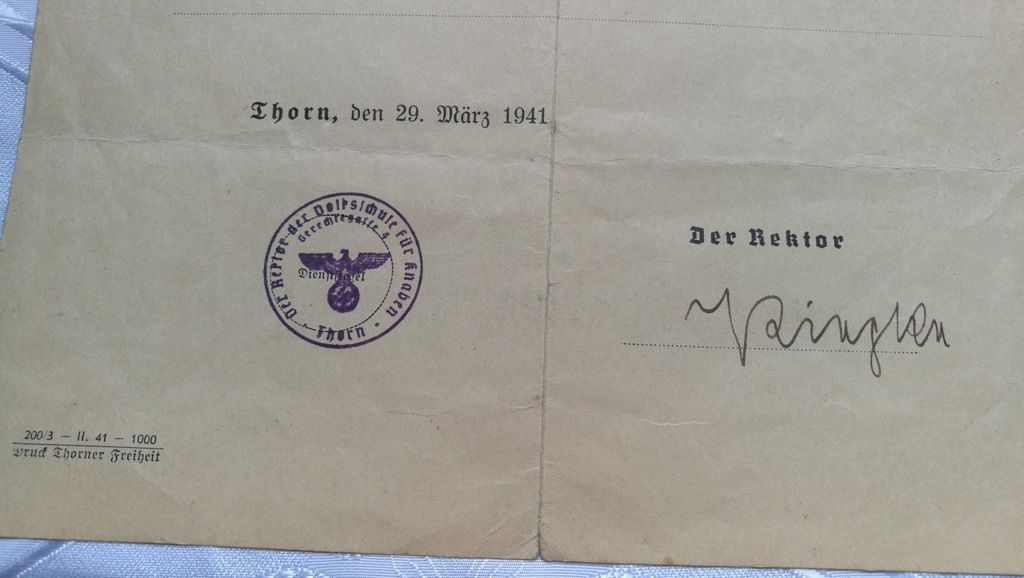 Thorn, den 29. März 1941
Der Rektor der Volksschule für Knaben
Gerechtegasse 4
Dienstsiegel
Thorn
Der Rektor
200/3 — II. 41 — 1000
Druck Thorner Freiheit